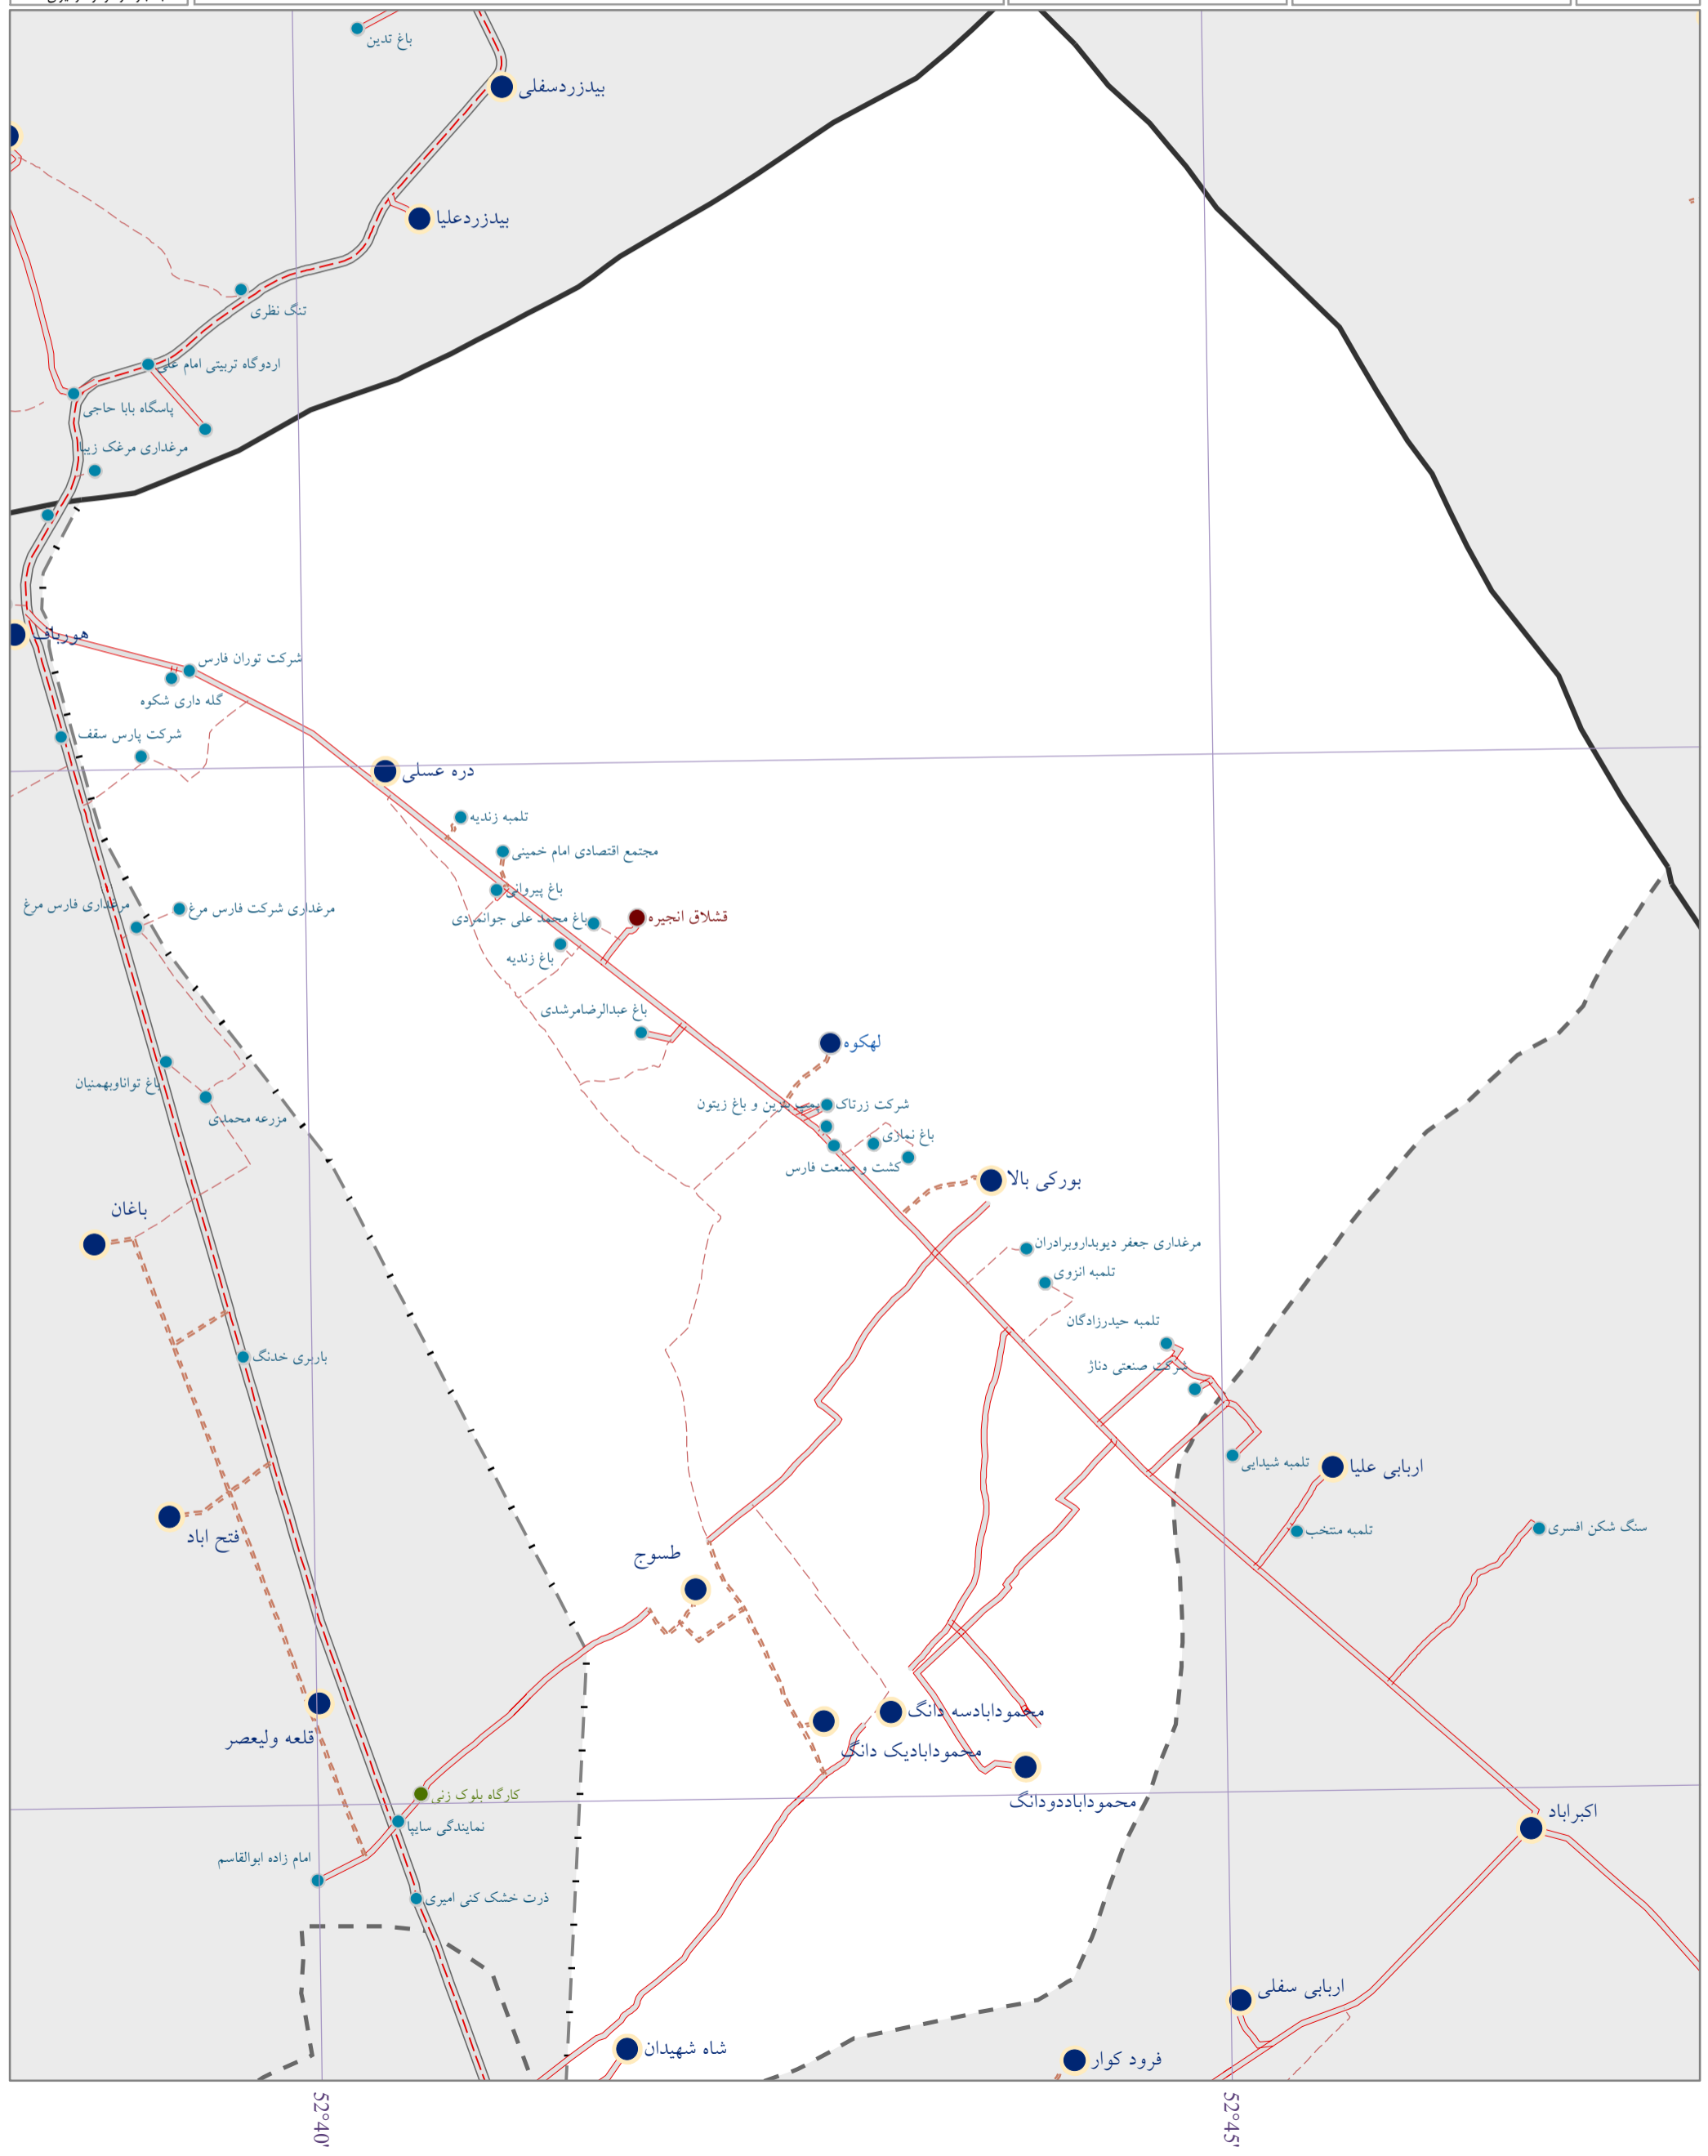 باغ تدین
بیدزردسفلی
بیدزردعلیا
تنگ نظری
اردوگاه تربیتی امام علی
پاسگاه بابا حاجی
مرغداری مرغک زیبا
هورباف
شرکت توران فارس
گله داری شکوه
شرکت پارس سقف
دره عسلی
تلمبه زندیه
مجتمع اقتصادی امام خمینی
باغ پیروانی
مرغداری فارس مرغ
مرغداری شرکت فارس مرغ
باغ محمد علی جوانمردی
قشلاق انجیره
باغ زندیه
باغ عبدالرضامرشدی
لهکوه
باغ تواناوبهمنیان
مزرعه محمدی
پمپ بنزین و باغ زیتون
شرکت زرتاک
باغ نمازی
کشت و صنعت فارس
بورکی بالا
باغان
مرغداری جعفر دیوبداروبرادران
تلمبه انزوی
تلمبه حیدرزادگان
باربری خدنگ
شرکت صنعتی دناژ
تلمبه شیدایی
اربابی علیا
فتح اباد
تلمبه منتخب
سنگ شکن افسری
طسوج
محمودابادسه دانگ
قلعه ولیعصر
محمودابادیک دانگ
کارگاه بلوک زنی
محموداباددودانگ
اکبراباد
نمایندگی سایپا
امام زاده ابوالقاسم
ذرت خشک کنی امیری
اربابی سفلی
شاه شهیدان
فرود کوار
52°40'
52°45'